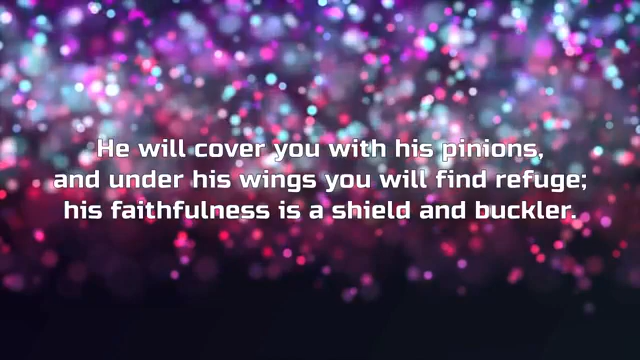 He will cover you with his pinions,
and under his wings you will find refuge;
his faithfulness is a shield and buckler.